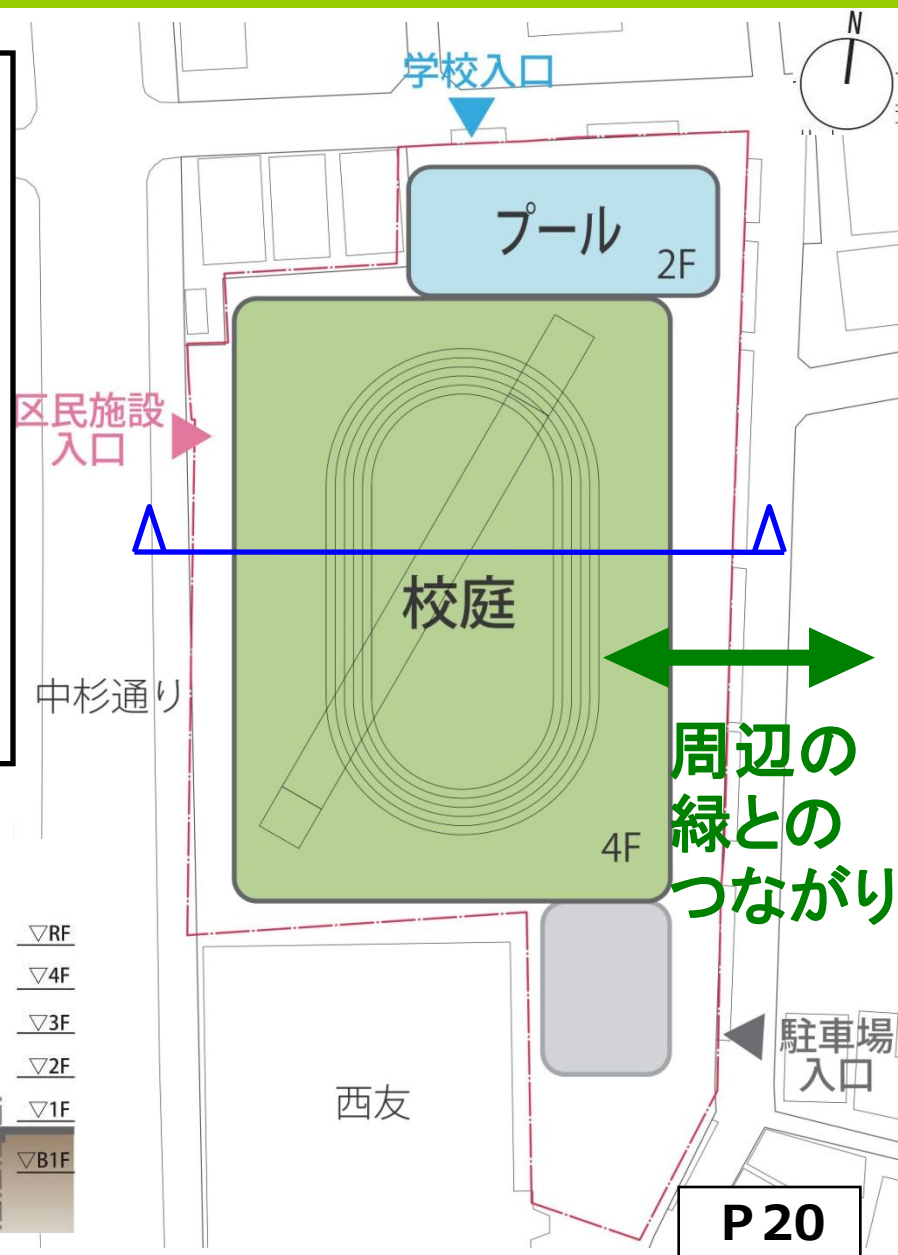 N
学校入口
プール
2F
区民施設
入口
校庭
中杉通り
周辺の
緑との
つながり
4F
▽RF
▽4F
▽3F
▽2F
▽1F
▽B1F
駐車場
入口
西友
P20